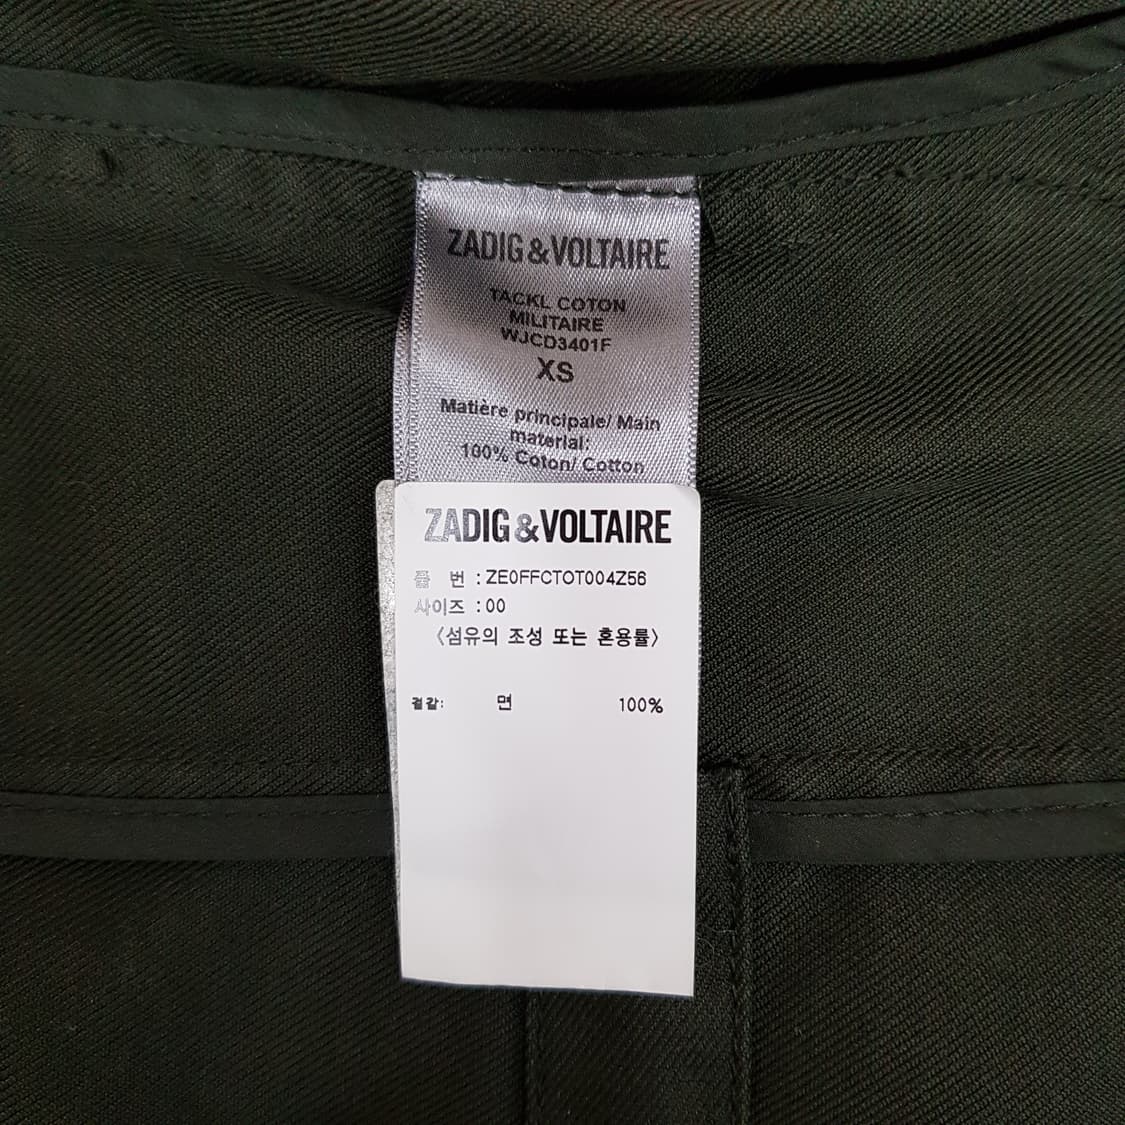 ZADIG&VOLTAIRE
TACKL COTON
MILITAIRE
WJCD3401F
XS
Matière principale/ Main
material:
100% Coton/ Cotton
ZADIG&VOLTAIRE
품 번 : ZE0FFCTOT004Z56
사이즈 : 00
〈섬유의 조성 또는 혼용률〉
겉감: 면 100%